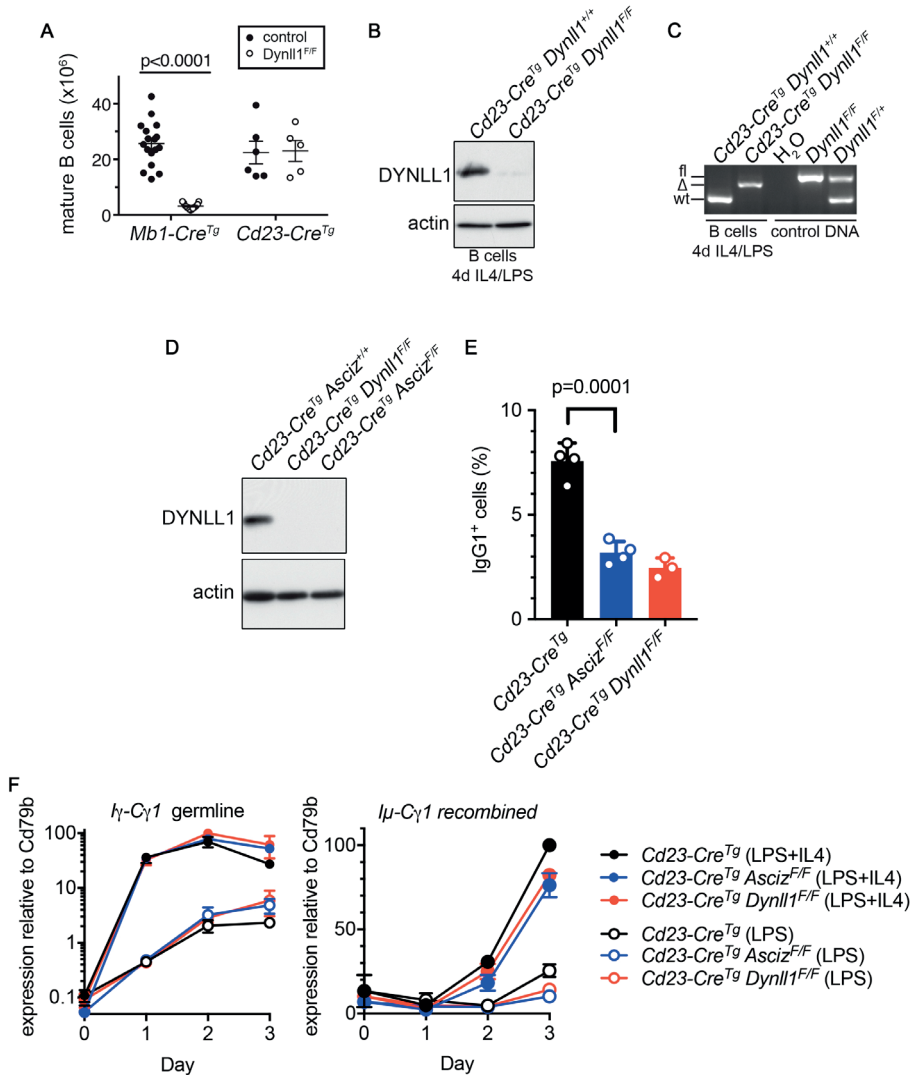 A
control
Dynll1F/F
p<0.0001
mature B cells (x10⁶)
40
20
0
Mb1-CreTg
Cd23-CreTg
B
Cd23-CreTg Dynll1+/+
Cd23-CreTg Dynll1F/F
DYNLL1
actin
B cells
4d IL4/LPS
C
Cd23-CreTg Dynll1+/+
Cd23-CreTg Dynll1F/F
H₂O
Dynll1F/F
Dynll1F/+
fl
Δ
wt
B cells
4d IL4/LPS
control DNA
D
Cd23-CreTg Asciz+/+
Cd23-CreTg Dynll1F/F
Cd23-CreTg AscizF/F
DYNLL1
actin
E
p=0.0001
IgG1⁺ cells (%)
10
5
0
Cd23-CreTg
Cd23-CreTg AscizF/F
Cd23-CreTg Dynll1F/F
F
Iγ-Cγ1 germline
expression relative to Cd79b
100
10
1
0.1
0 1 2 3
Day
Iμ-Cγ1 recombined
expression relative to Cd79b
100
50
0
0 1 2 3
Day
Cd23-CreTg (LPS+IL4)
Cd23-CreTg AscizF/F (LPS+IL4)
Cd23-CreTg Dynll1F/F (LPS+IL4)
Cd23-CreTg (LPS)
Cd23-CreTg AscizF/F (LPS)
Cd23-CreTg Dynll1F/F (LPS)